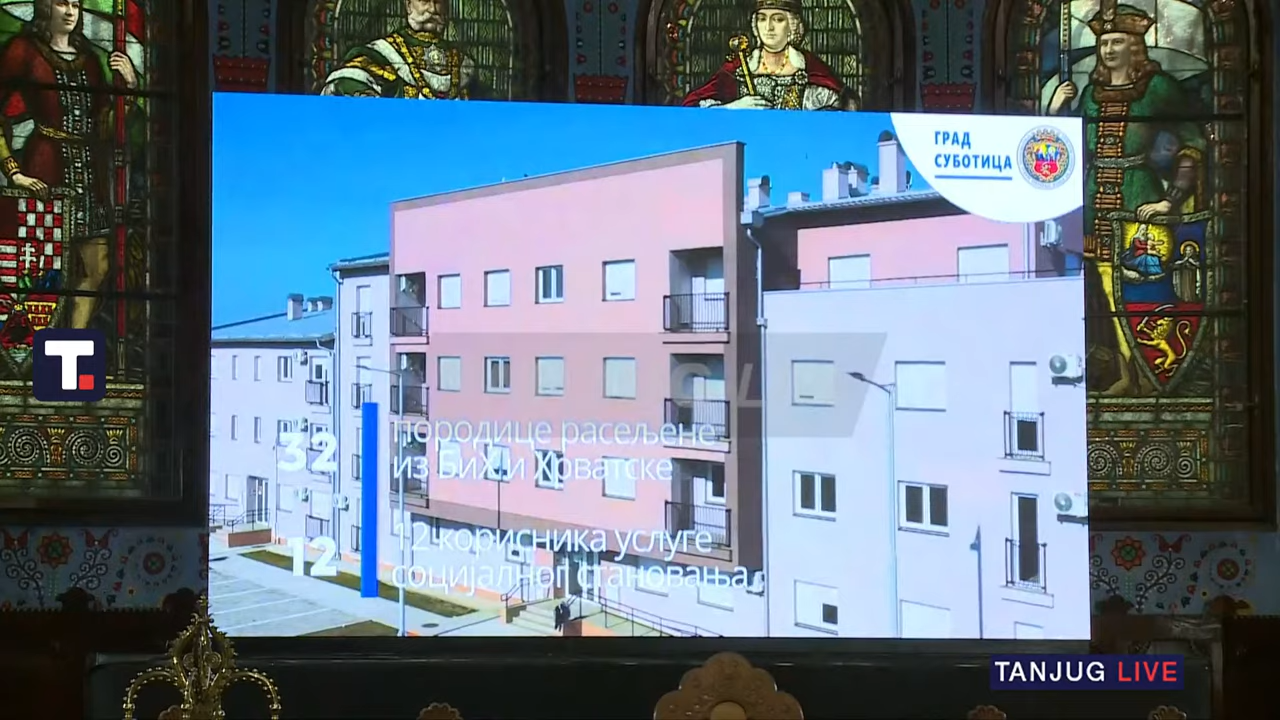 ГРАД
СУБОТИЦА
32
породице расељене
из БиХ и Хрватске
12
12 корисника услуге
социјалног становања
T.
TANJUG LIVE